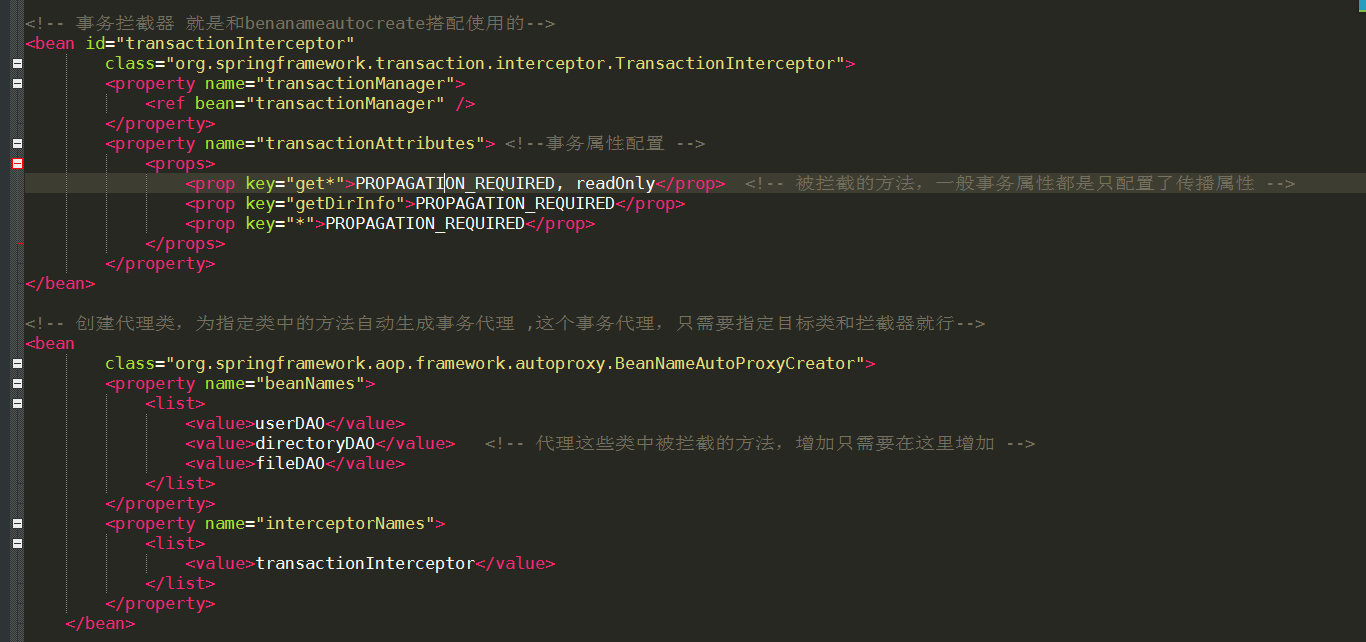 <!-- 事务拦截器 就是和benanameautocreate搭配使用的-->
<bean id="transactionInterceptor"
class="org.springframework.transaction.interceptor.TransactionInterceptor">
<property name="transactionManager">
<ref bean="transactionManager" />
</property>
<property name="transactionAttributes"> <!--事务属性配置 -->
<props>
<prop key="get*">PROPAGATION_REQUIRED, readOnly</prop> <!-- 被拦截的方法，一般事务属性都是只配置了传播属性 -->
<prop key="getDirInfo">PROPAGATION_REQUIRED</prop>
<prop key="*">PROPAGATION_REQUIRED</prop>
</props>
</property>
</bean>
<!-- 创建代理类，为指定类中的方法自动生成事务代理 ,这个事务代理，只需要指定目标类和拦截器就行-->
<bean
class="org.springframework.aop.framework.autoproxy.BeanNameAutoProxyCreator">
<property name="beanNames">
<list>
<value>userDAO</value>
<value>directoryDAO</value> <!-- 代理这些类中被拦截的方法，增加只需要在这里增加 -->
<value>fileDAO</value>
</list>
</property>
<property name="interceptorNames">
<list>
<value>transactionInterceptor</value>
</list>
</property>
</bean>